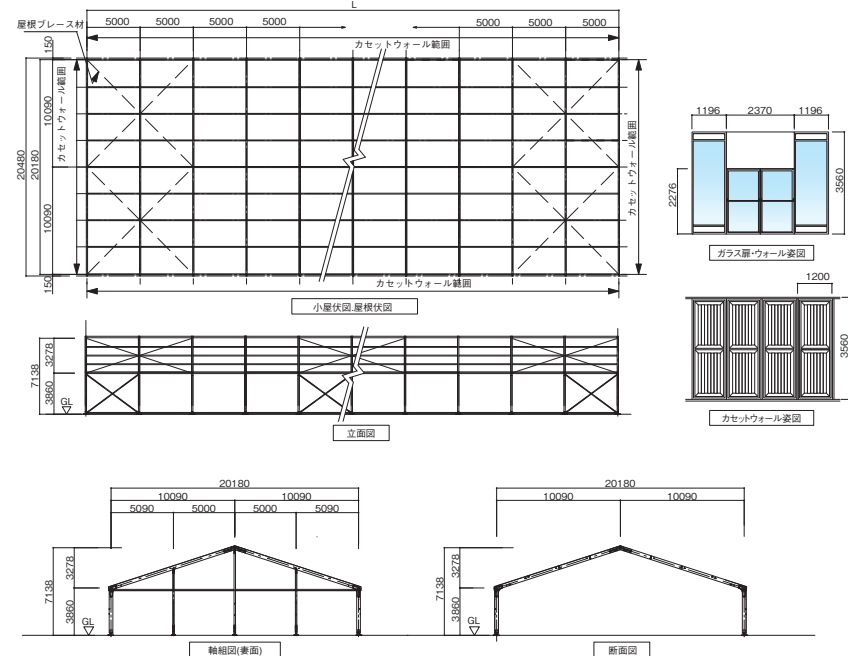 L
5000 5000 5000 5000 5000 5000
屋根ブレース材
カセットウォール範囲
150
カセットウォール範囲
10090
20480
20180
10090
150
カセットウォール範囲
カセットウォール範囲
小屋伏図.屋根伏図
1196 2370 1196
2276
3560
ガラス扉・ウォール姿図
1200
3560
カセットウォール姿図
7138
3278
3860
GL
立面図
20180
10090 10090
5090 5000 5000 5090
7138
3278
3860
GL
軸組図(妻面)
20180
10090 10090
7138
3278
3860
GL
断面図